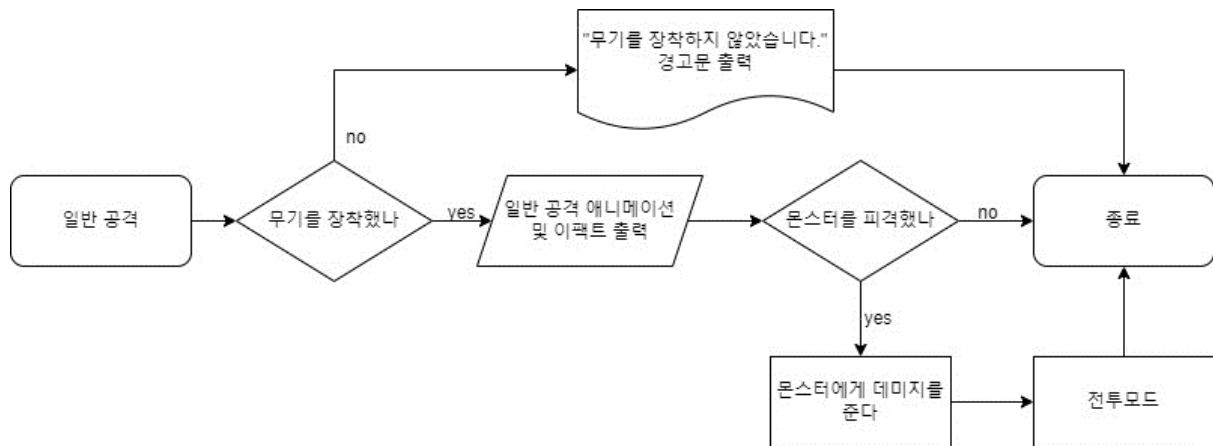 "무기를 장착하지 않았습니다."
경고문 출력
no
일반 공격
무기를 장착했나
yes
일반 공격 애니메이션
및 이팩트 출력
몬스터를 피격했나
no
종료
yes
몬스터에게 데미지를
준다
전투모드